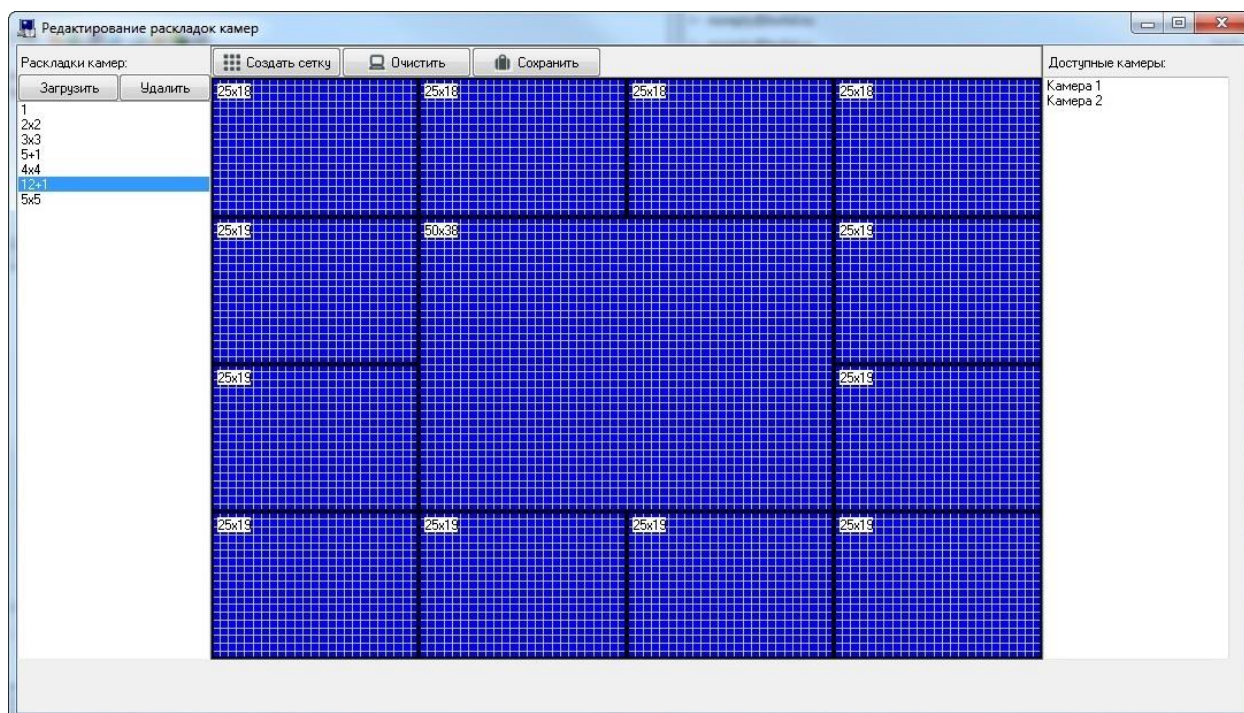 Редактирование раскладок камер
Раскладки камер:
Создать сетку
Очистить
Сохранить
Доступные камеры:
Загрузить
Удалить
1
2x2
3x3
5+1
4x4
12+1
5x5
25x18
25x18
25x18
25x18
Камера 1
Камера 2
25x19
50x38
25x19
25x19
25x19
25x19
25x19
25x19
25x19